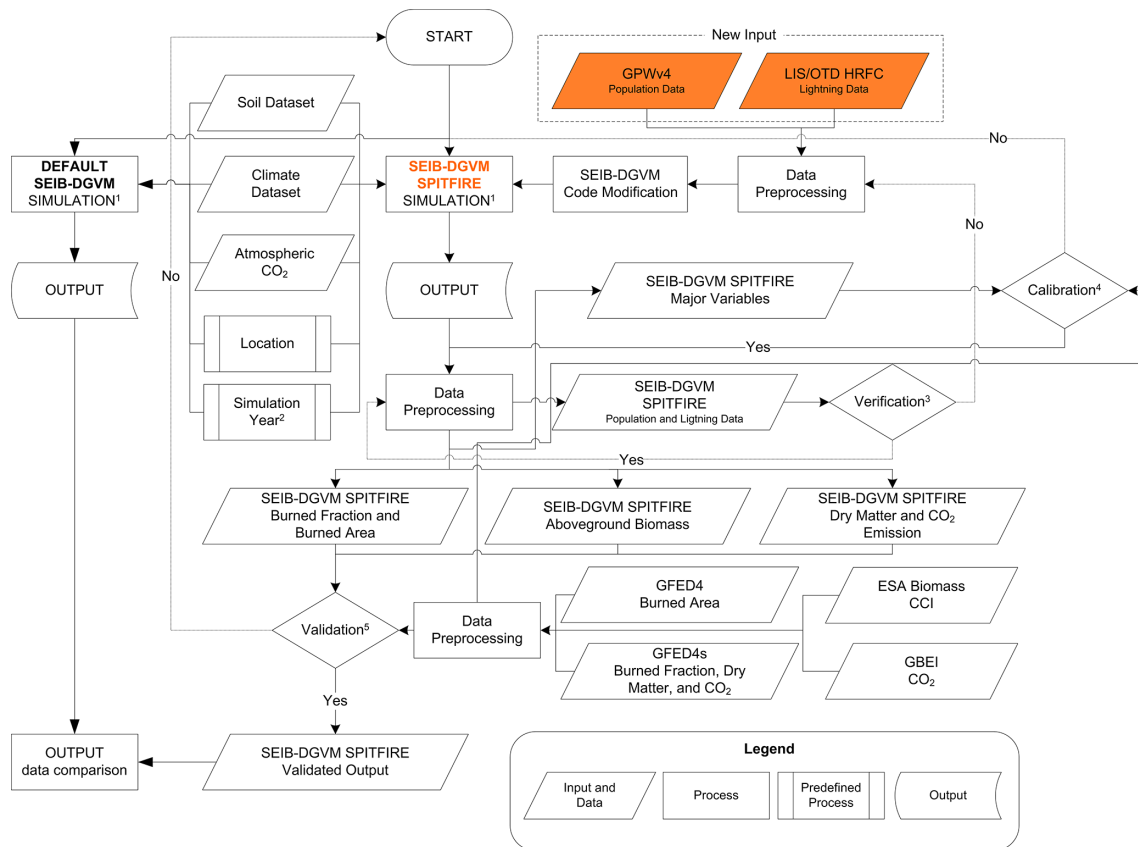 START
New Input
GPWv4
Population Data
LIS/OTD HRFC
Lightning Data
Soil Dataset
No
DEFAULT
SEIB-DGVM
SIMULATION¹
Climate
Dataset
SEIB-DGVM
SPITFIRE
SIMULATION¹
SEIB-DGVM
Code Modification
Data
Preprocessing
No
Atmospheric
CO₂
No
OUTPUT
OUTPUT
SEIB-DGVM SPITFIRE
Major Variables
Calibration⁴
Location
Yes
Simulation
Year²
Data
Preprocessing
SEIB-DGVM
SPITFIRE
Population and Ligtning Data
Verification³
Yes
SEIB-DGVM SPITFIRE
Burned Fraction and
Burned Area
SEIB-DGVM SPITFIRE
Aboveground Biomass
SEIB-DGVM SPITFIRE
Dry Matter and CO₂
Emission
GFED4
Burned Area
ESA Biomass
CCI
Validation⁵
Data
Preprocessing
GFED4s
Burned Fraction, Dry
Matter, and CO₂
GBEI
CO₂
Yes
OUTPUT
data comparison
SEIB-DGVM SPITFIRE
Validated Output
Legend
Input and
Data
Process
Predefined
Process
Output